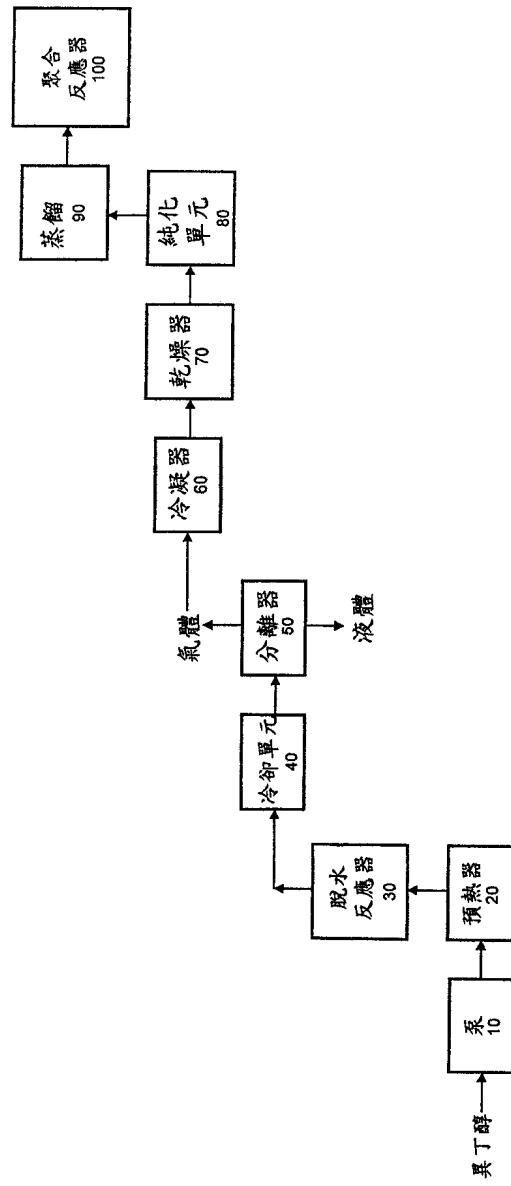 異丁醇
泵
10
預熱器
20
脫水
反應器
30
冷卻單元
40
分離器
50
氣體
液體
冷凝器
60
乾燥器
70
純化
單元
80
蒸餾
90
聚合
反應器
100